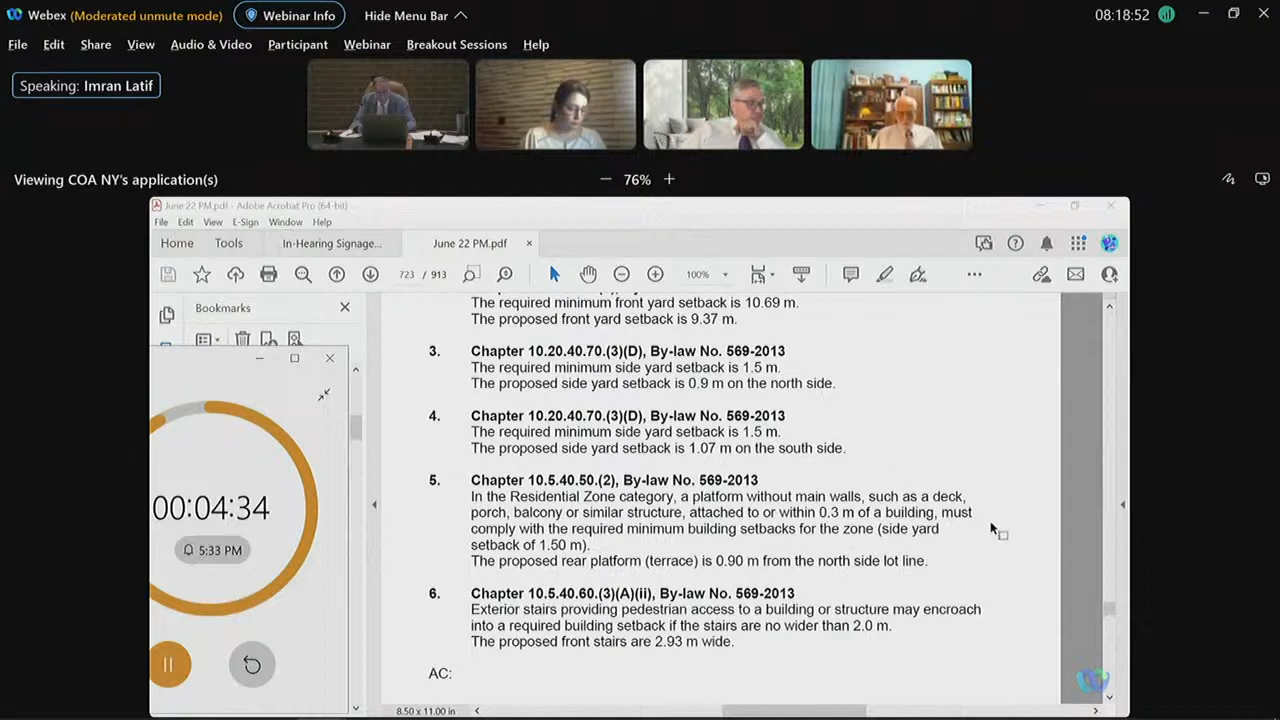 Webex (Moderated unmute mode) Webinar Info Hide Menu Bar 08:18:52
File Edit Share View Audio & Video Participant Webinar Breakout Sessions Help
Speaking: Imran Latif
Viewing COA NY's application(s) 76%
June 22 PM.pdf - Adobe Acrobat Pro (64-bit)
File Edit View E-Sign Window Help
Home Tools In-Hearing Signage... June 22 PM.pdf ×
723 / 913 100%
Bookmarks
The required minimum front yard setback is 10.69 m.
The proposed front yard setback is 9.37 m.
3. Chapter 10.20.40.70.(3)(D), By-law No. 569-2013
The required minimum side yard setback is 1.5 m.
The proposed side yard setback is 0.9 m on the north side.
4. Chapter 10.20.40.70.(3)(D), By-law No. 569-2013
The required minimum side yard setback is 1.5 m.
The proposed side yard setback is 1.07 m on the south side.
5. Chapter 10.5.40.50.(2), By-law No. 569-2013
In the Residential Zone category, a platform without main walls, such as a deck,
porch, balcony or similar structure, attached to or within 0.3 m of a building, must
comply with the required minimum building setbacks for the zone (side yard
setback of 1.50 m).
The proposed rear platform (terrace) is 0.90 m from the north side lot line.
6. Chapter 10.5.40.60.(3)(A)(ii), By-law No. 569-2013
Exterior stairs providing pedestrian access to a building or structure may encroach
into a required building setback if the stairs are no wider than 2.0 m.
The proposed front stairs are 2.93 m wide.
AC:
00:04:34
5:33 PM
8.50 x 11.00 in